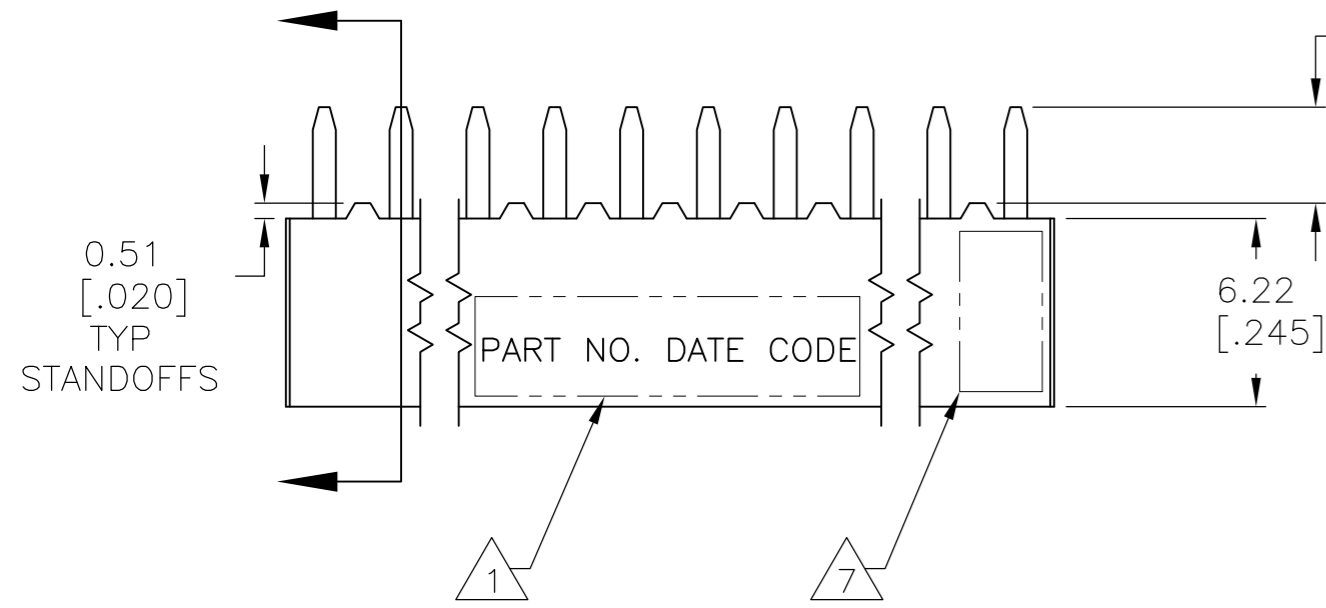 0.51
[.020]
TYP
STANDOFFS
6.22
[.245]
PART NO. DATE CODE
1
7